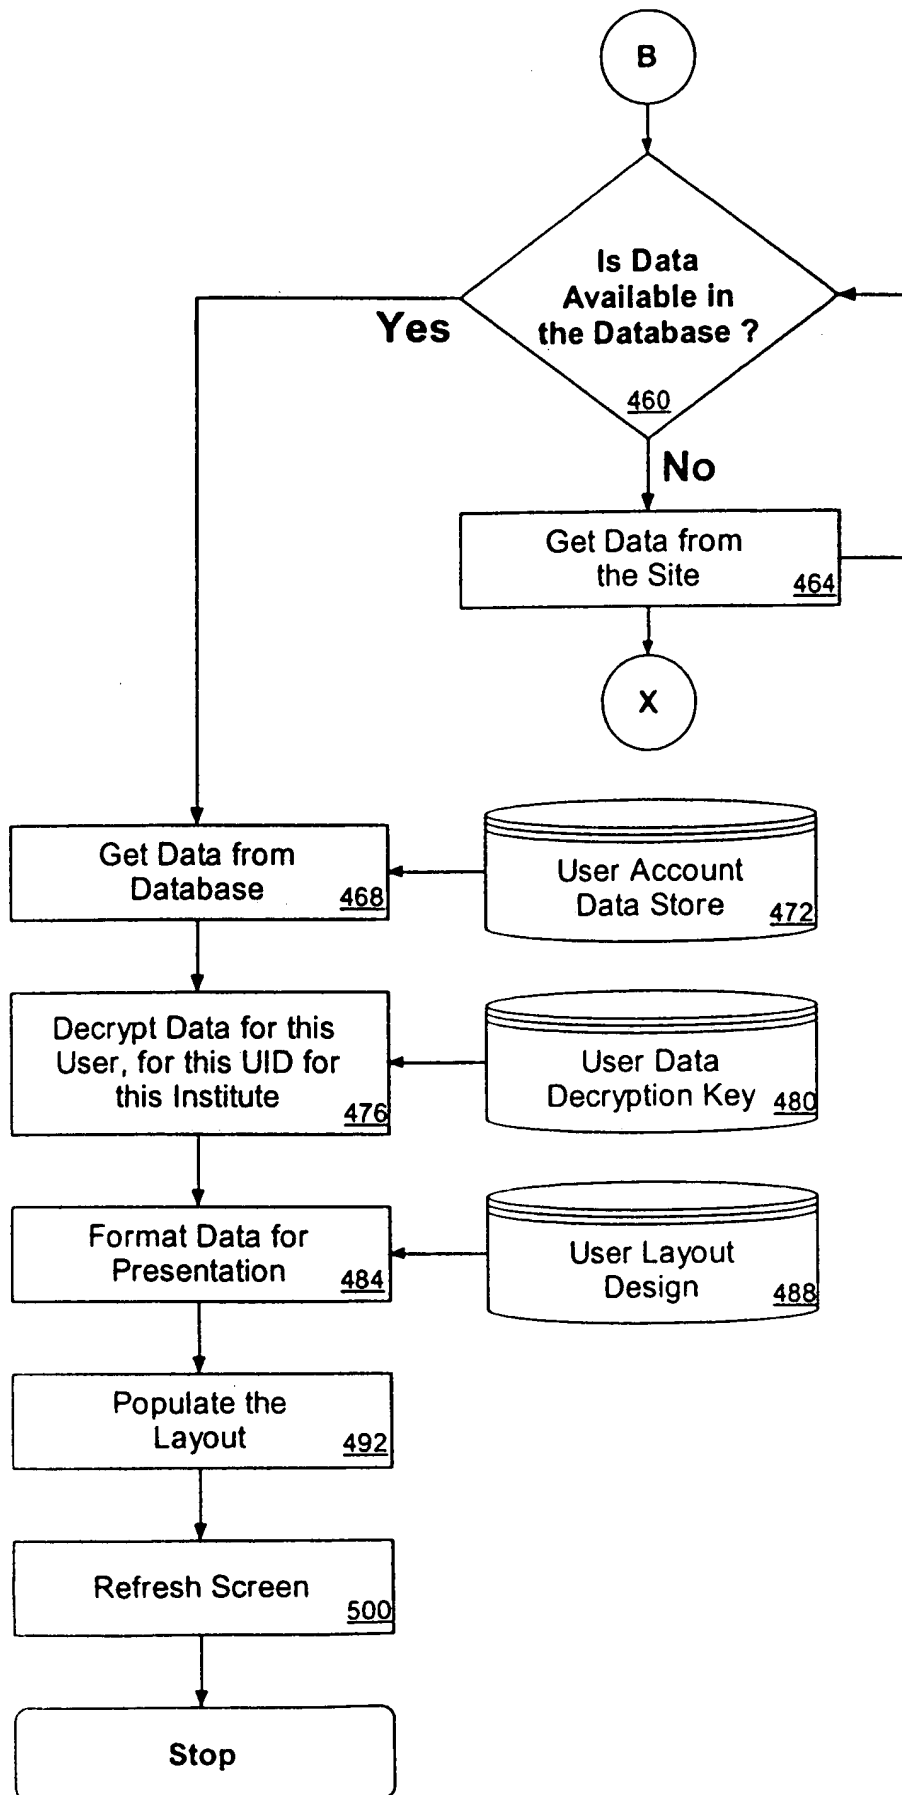 B
Is Data
Available in
the Database ?
460
Yes
No
Get Data from
the Site
464
X
Get Data from
Database
468
User Account
Data Store
472
Decrypt Data for this
User, for this UID for
this Institute
476
User Data
Decryption Key
480
Format Data for
Presentation
484
User Layout
Design
488
Populate the
Layout
492
Refresh Screen
500
Stop